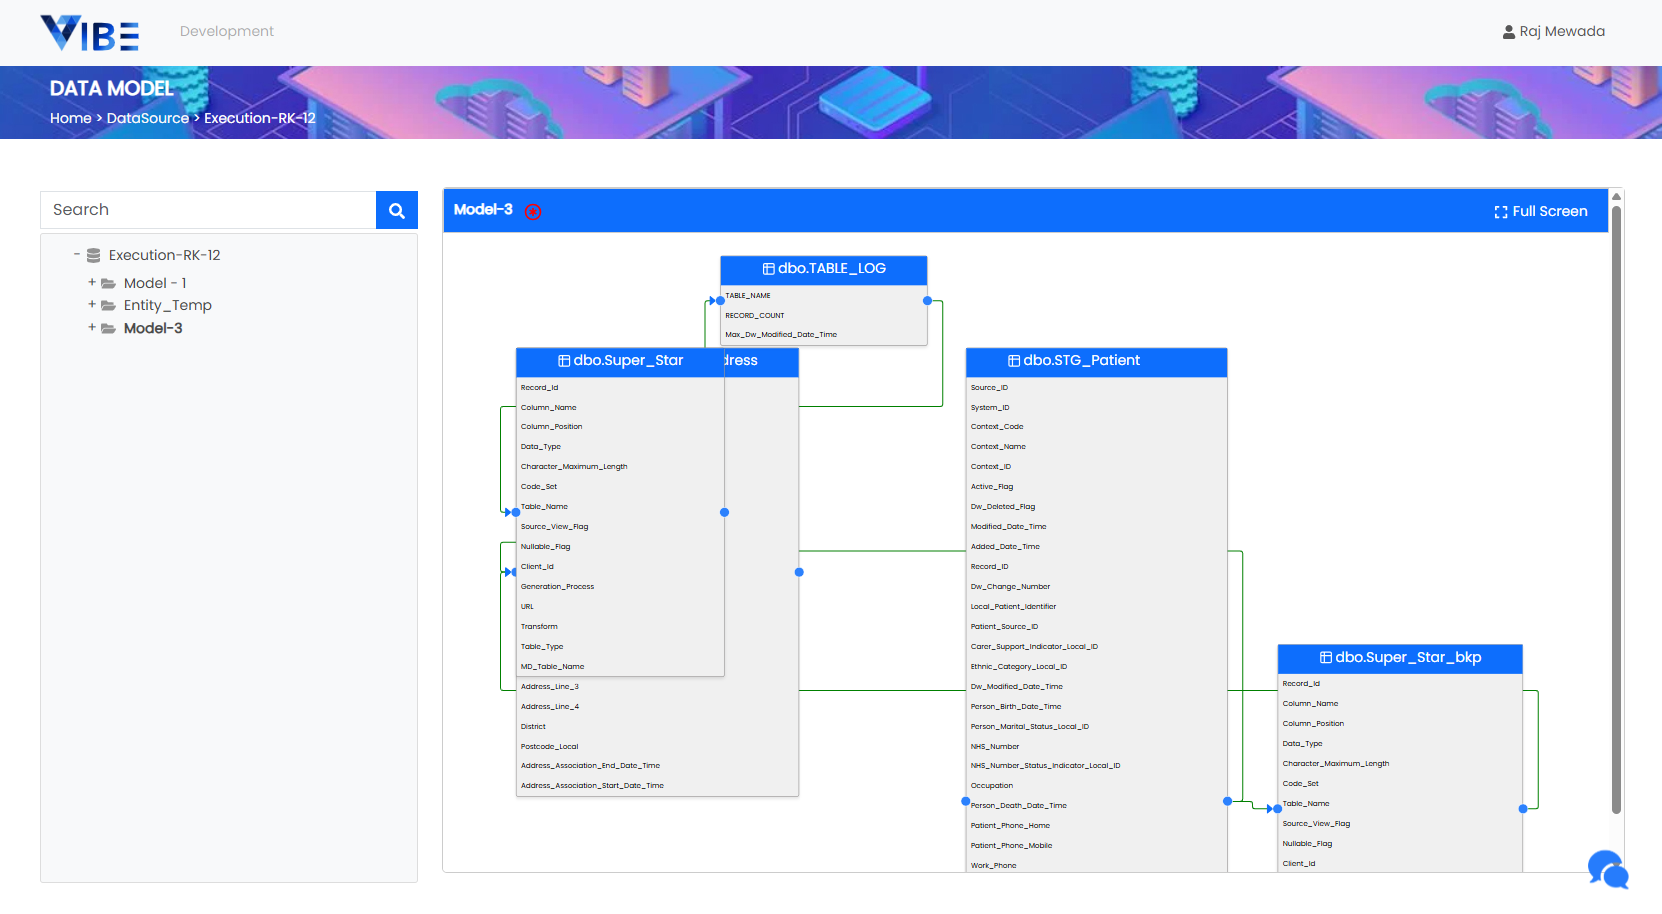 VIBE
Development
Raj Mewada
DATA MODEL
Home > DataSource > Execution-RK-12
Search
- Execution-RK-12
+ Model - 1
+ Entity_Temp
+ Model-3
Model-3
Full Screen
dbo.TABLE_LOG
TABLE_NAME
RECORD_COUNT
Max_Dw_Modified_Date_Time
dbo.Super_Star
dress
Record_Id
Column_Name
Column_Position
Data_Type
Character_Maximum_Length
Code_Set
Table_Name
Source_View_Flag
Nullable_Flag
Client_Id
Generation_Process
URL
Transform
Table_Type
MD_Table_Name
Address_Line_3
Address_Line_4
District
Postcode_Local
Address_Association_End_Date_Time
Address_Association_Start_Date_Time
dbo.STG_Patient
Source_ID
System_ID
Context_Code
Context_Name
Context_ID
Active_Flag
Dw_Deleted_Flag
Modified_Date_Time
Added_Date_Time
Record_ID
Dw_Change_Number
Local_Patient_Identifier
Patient_Source_ID
Carer_Support_Indicator_Local_ID
Ethnic_Category_Local_ID
Dw_Modified_Date_Time
Person_Birth_Date_Time
Person_Marital_Status_Local_ID
NHS_Number
NHS_Number_Status_Indicator_Local_ID
Occupation
Person_Death_Date_Time
Patient_Phone_Home
Patient_Phone_Mobile
Work_Phone
dbo.Super_Star_bkp
Record_Id
Column_Name
Column_Position
Data_Type
Character_Maximum_Length
Code_Set
Table_Name
Source_View_Flag
Nullable_Flag
Client_Id